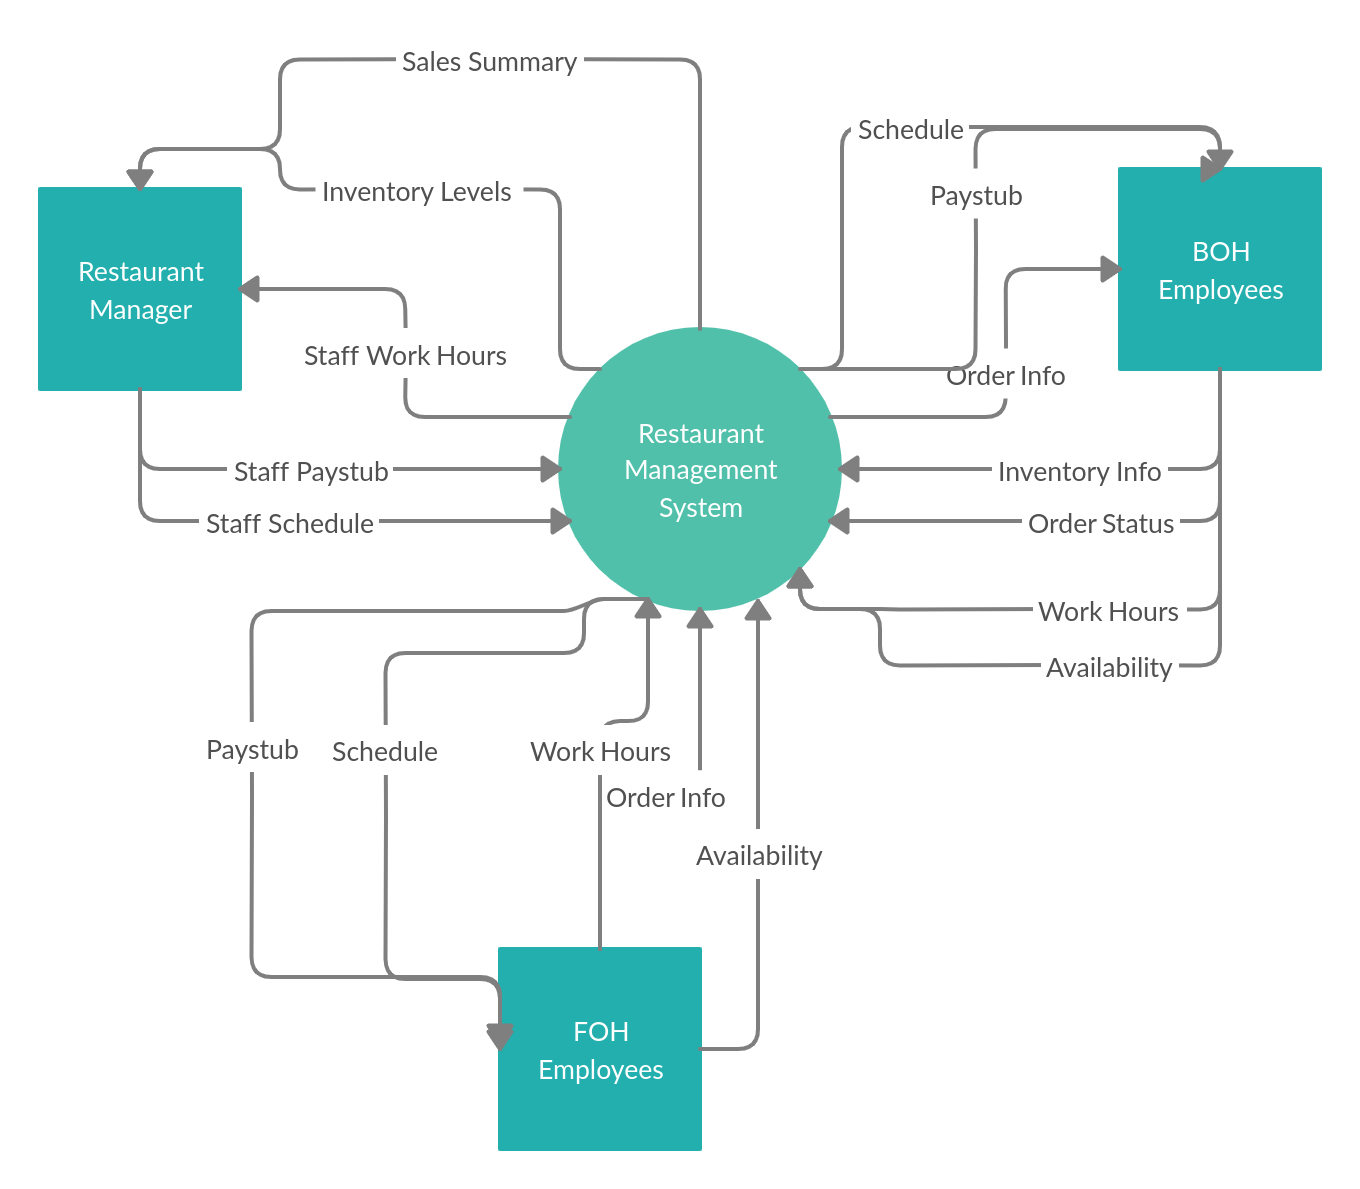 Sales Summary
Schedule
Inventory Levels
Paystub
Restaurant
Manager
BOH
Employees
Staff Work Hours
Order Info
Restaurant
Management
System
Staff Paystub
Inventory Info
Staff Schedule
Order Status
Work Hours
Availability
Paystub
Schedule
Work Hours
Order Info
Availability
FOH
Employees